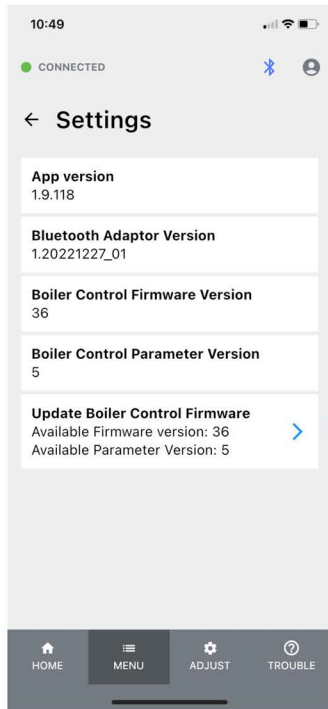 10:49
CONNECTED
← Settings
App version
1.9.118
Bluetooth Adaptor Version
1.20221227_01
Boiler Control Firmware Version
36
Boiler Control Parameter Version
5
Update Boiler Control Firmware
Available Firmware version: 36
Available Parameter Version: 5
HOME MENU ADJUST TROUBLE